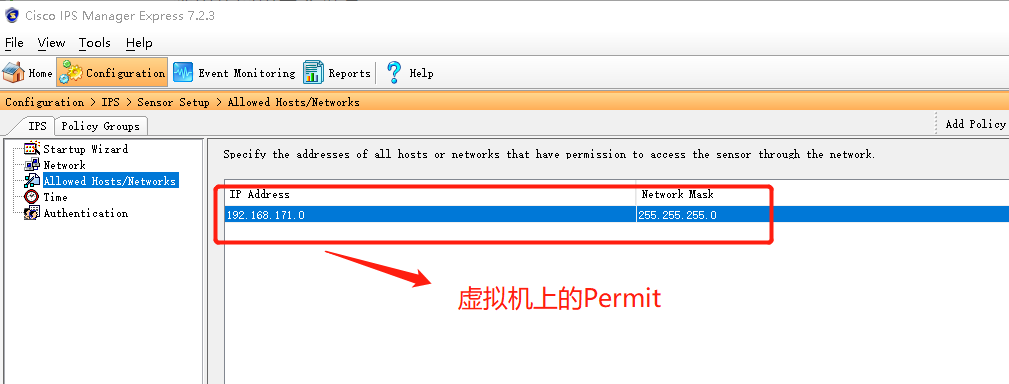 Cisco IPS Manager Express 7.2.3
File View Tools Help
Home Configuration Event Monitoring Reports Help
Configuration > IPS > Sensor Setup > Allowed Hosts/Networks
IPS Policy Groups Add Policy
Startup Wizard
Network
Allowed Hosts/Networks
Time
Authentication
Specify the addresses of all hosts or networks that have permission to access the sensor through the network.
IP Address Network Mask
192.168.171.0 255.255.255.0
虚拟机上的Permit